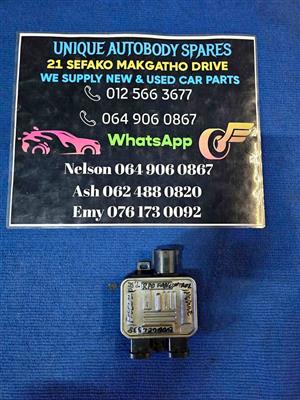 UNIQUE AUTOBODY SPARES
21 SEFAKO MAKGATHO DRIVE
WE SUPPLY NEW & USED CAR PARTS
012 566 3677
064 906 0867
WhatsApp
Nelson 064 906 0867
Ash 062 488 0820
Emy 076 173 0092